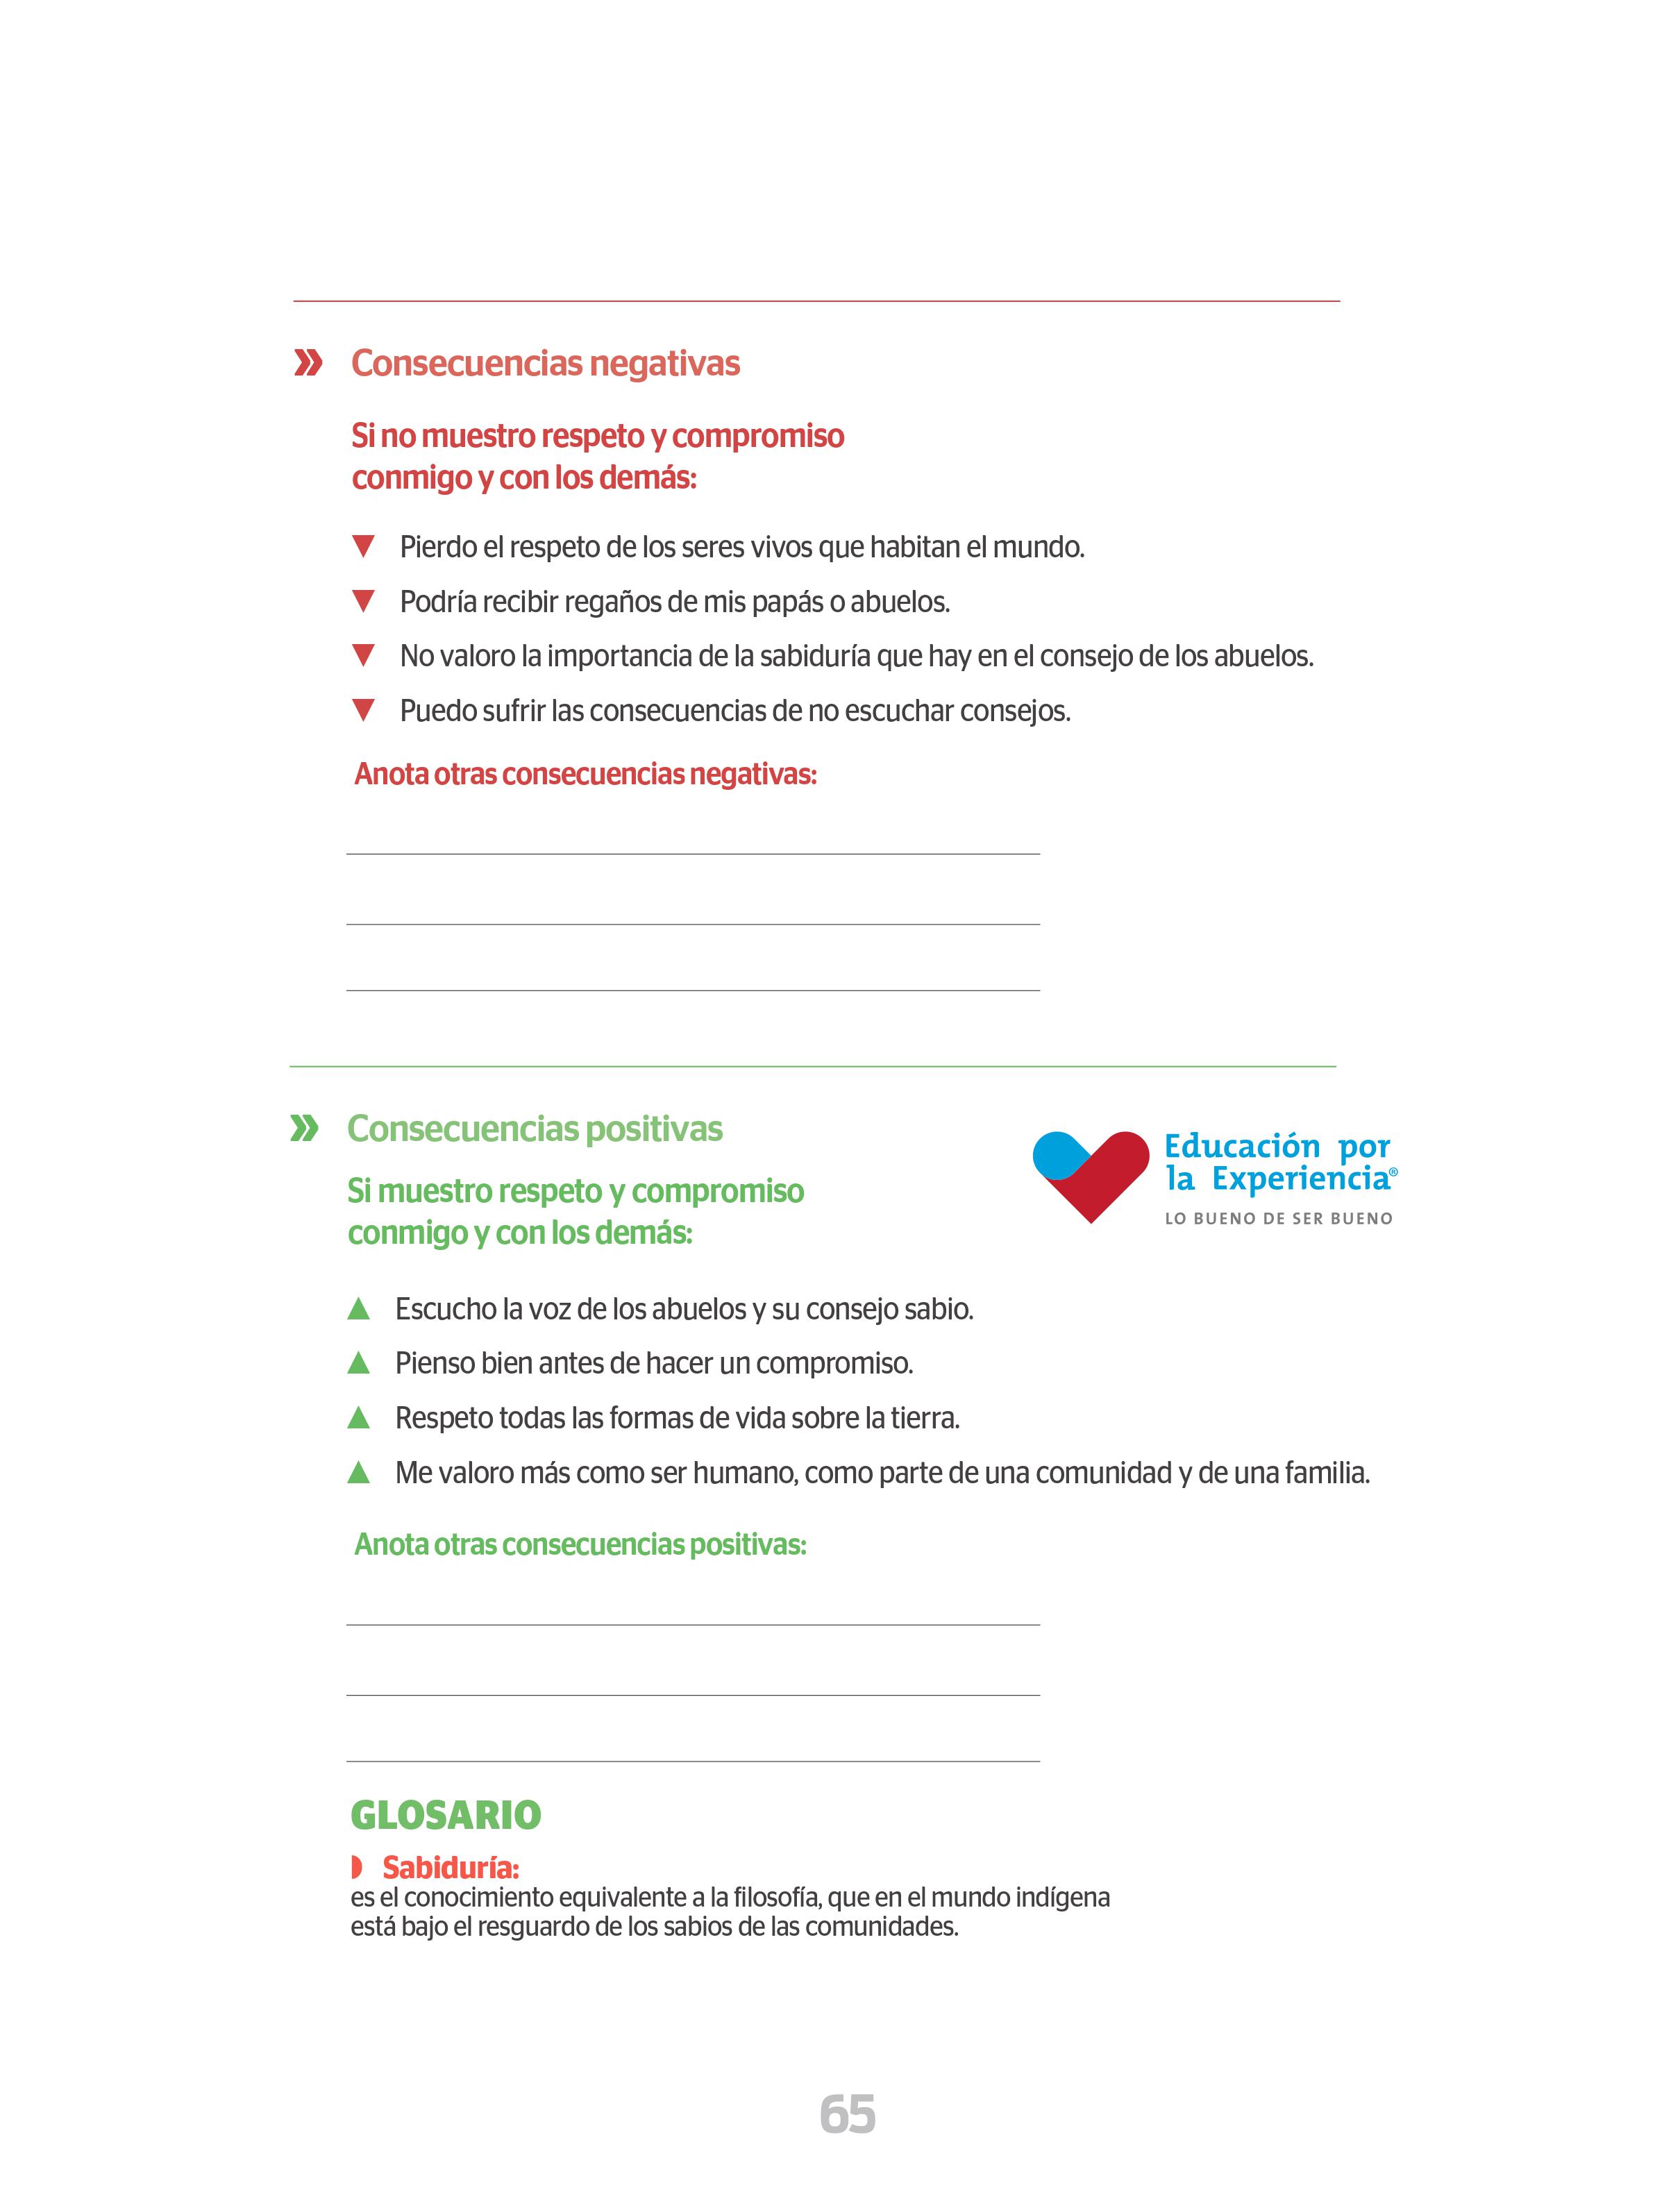 » Consecuencias negativas
Si no muestro respeto y compromiso
conmigo y con los demás:
▼ Pierdo el respeto de los seres vivos que habitan el mundo.
▼ Podría recibir regaños de mis papás o abuelos.
▼ No valoro la importancia de la sabiduría que hay en el consejo de los abuelos.
▼ Puedo sufrir las consecuencias de no escuchar consejos.
Anota otras consecuencias negativas:
» Consecuencias positivas
Si muestro respeto y compromiso
conmigo y con los demás:
Educación por
la Experiencia®
LO BUENO DE SER BUENO
▲ Escucho la voz de los abuelos y su consejo sabio.
▲ Pienso bien antes de hacer un compromiso.
▲ Respeto todas las formas de vida sobre la tierra.
▲ Me valoro más como ser humano, como parte de una comunidad y de una familia.
Anota otras consecuencias positivas:
GLOSARIO
Sabiduría:
es el conocimiento equivalente a la filosofía, que en el mundo indígena
está bajo el resguardo de los sabios de las comunidades.
65